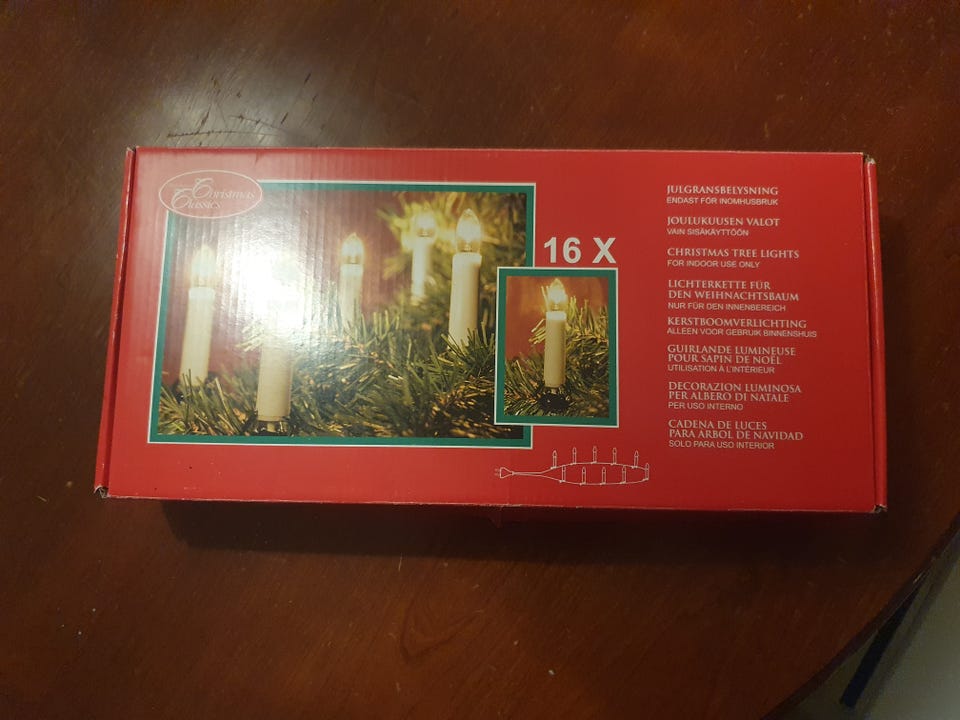 Christmas
Classics
16 X
JULGRANSBELYSNING
ENDAST FÖR INOMHUSBRUK
JOULUKUUSEN VALOT
VAIN SISÄKÄYTTÖÖN
CHRISTMAS TREE LIGHTS
FOR INDOOR USE ONLY
LICHTERKETTE FÜR
DEN WEIHNACHTSBAUM
NUR FÜR DEN INNENBEREICH
KERSTBOOMVERLICHTING
ALLEEN VOOR GEBRUIK BINNENSHUIS
GUIRLANDE LUMINEUSE
POUR SAPIN DE NOËL
UTILISATION À L'INTÉRIEUR
DECORAZION LUMINOSA
PER ALBERO DI NATALE
PER USO INTERNO
CADENA DE LUCES
PARA ARBOL DE NAVIDAD
SOLO PARA USO INTERIOR